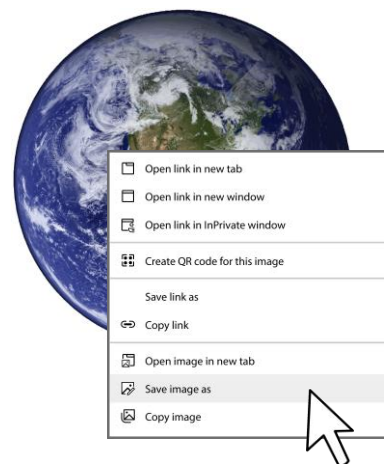 Open link in new tab
Open link in new window
Open link in InPrivate window
Create QR code for this image
Save link as
Copy link
Open image in new tab
Save image as
Copy image